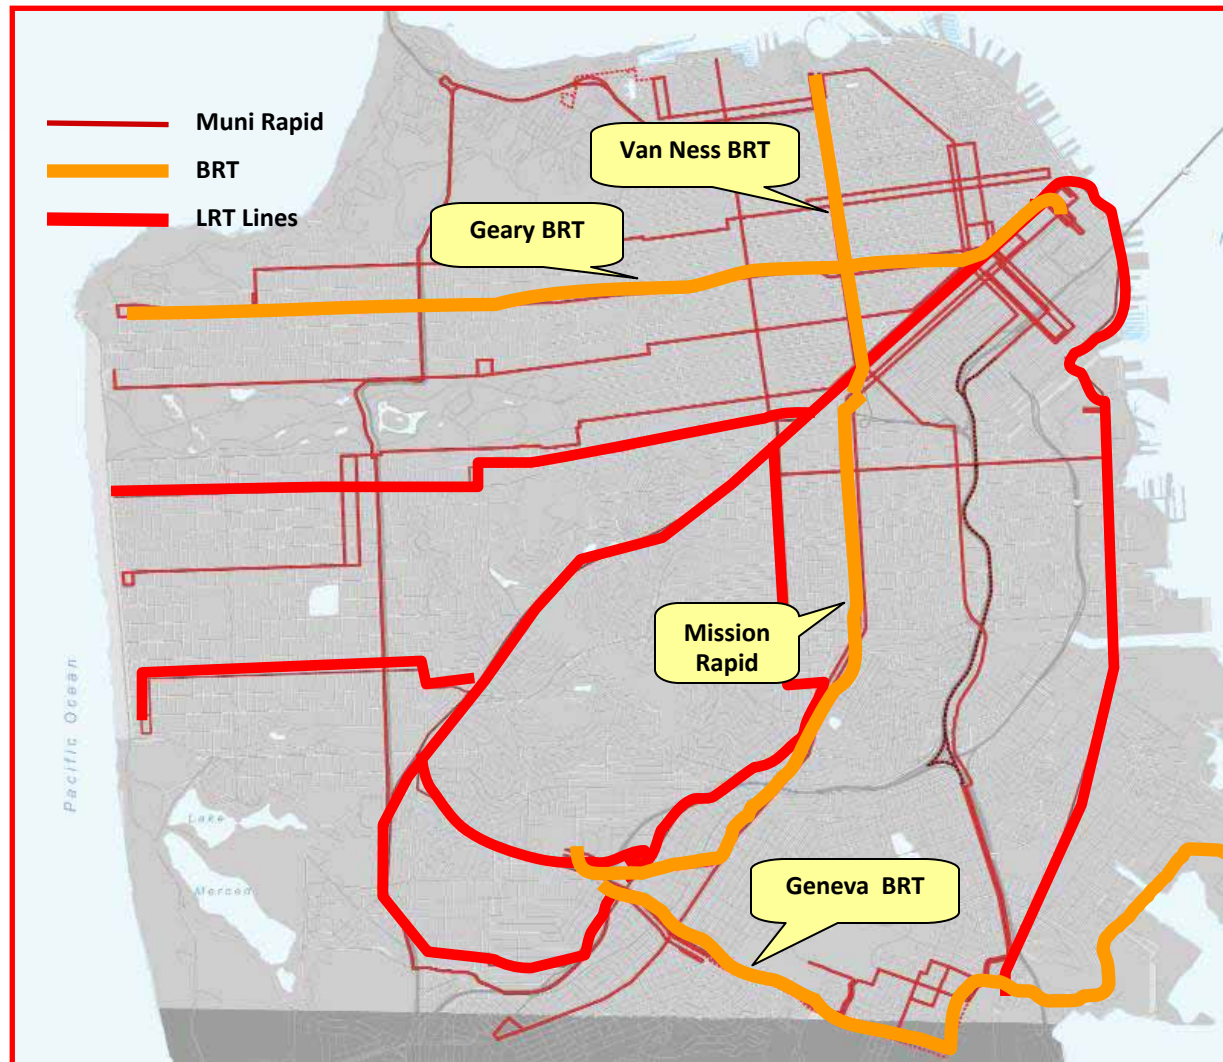 Muni Rapid
BRT
LRT Lines
Van Ness BRT
Geary BRT
Mission
Rapid
Geneva BRT
Pacific Ocean
Lake
Merced